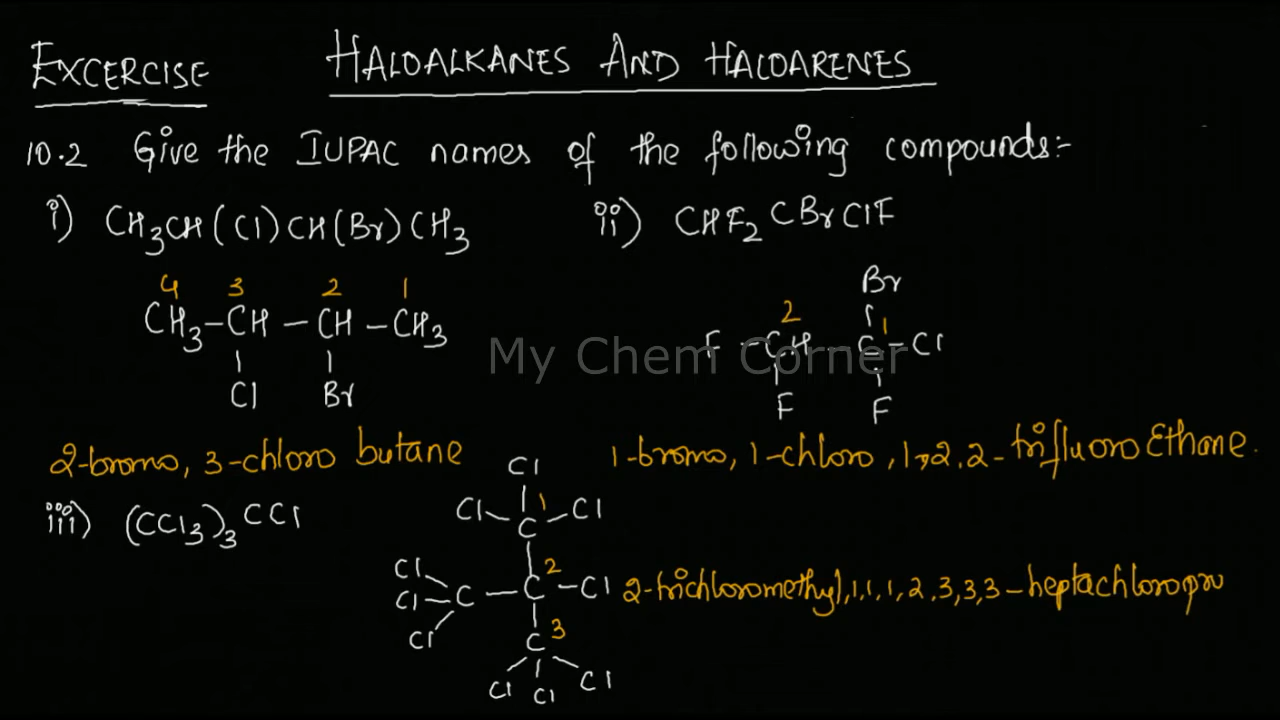 EXCERCISE HALOALKANES AND HALOARENES
10.2 Give the IUPAC names of the following compounds:-
i) CH3CH(Cl)CH(Br)CH3 ii) CHF2CBrClF
Br
4 3 2 1
CH3-CH-CH-CH3
Cl Br
2 1
F-CH-C-Cl
F F
My Chem Corner
2-bromo, 3-chloro butane
1-bromo, 1-chloro, 1,2,2-trifluoro Ethane.
iii) (CCl3)3CCl
Cl
1
Cl-C-Cl
2
Cl
Cl-C-C-Cl
Cl
2-trichloromethyl,1,1,1,2,3,3,3-heptachloropro
3
C
Cl Cl Cl